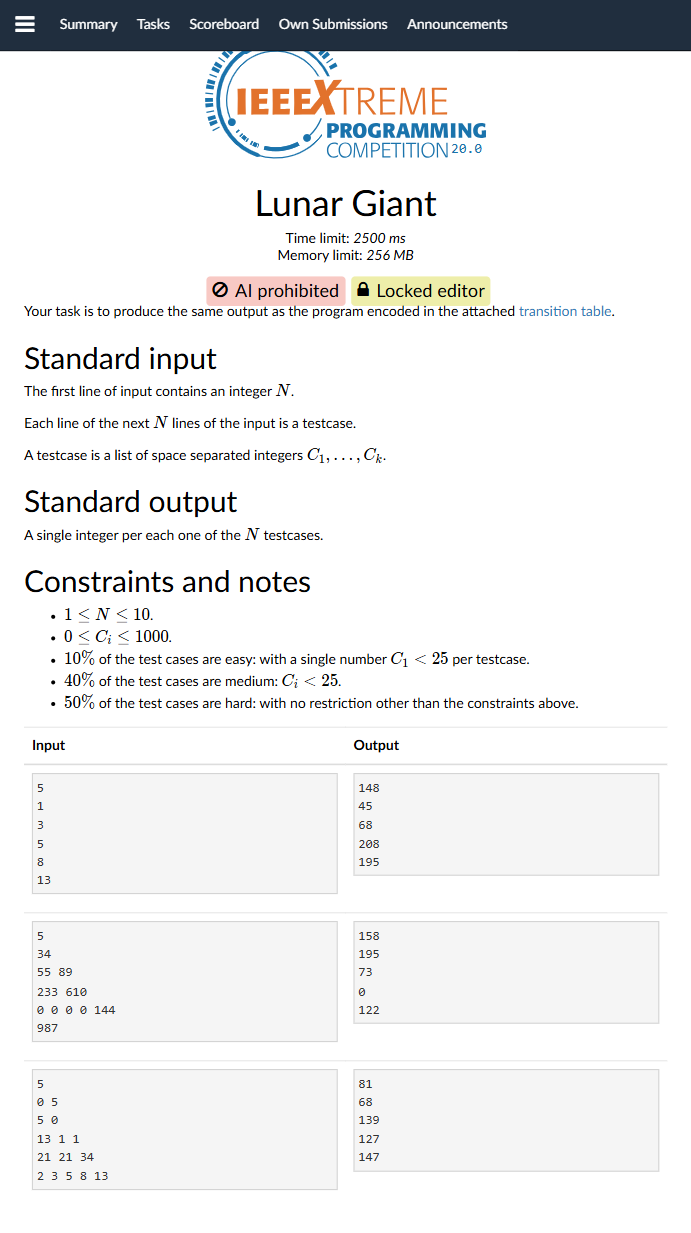 Summary Tasks Scoreboard Own Submissions Announcements
IEEEXTREME
PROGRAMMING
COMPETITION 20.0
Lunar Giant
Time limit: 2500 ms
Memory limit: 256 MB
AI prohibited Locked editor
Your task is to produce the same output as the program encoded in the attached transition table.
Standard input
The first line of input contains an integer N.
Each line of the next N lines of the input is a testcase.
A testcase is a list of space separated integers C₁, . . . , Cₖ.
Standard output
A single integer per each one of the N testcases.
Constraints and notes
• 1 ≤ N ≤ 10.
• 0 ≤ Cᵢ ≤ 1000.
• 10% of the test cases are easy: with a single number C₁ < 25 per testcase.
• 40% of the test cases are medium: Cᵢ < 25.
• 50% of the test cases are hard: with no restriction other than the constraints above.
Input Output
5
1
3
5
8
13
148
45
68
208
195
5
34
55 89
233 610
0 0 0 0 144
987
158
195
73
0
122
5
0 5
5 0
13 1 1
21 21 34
2 3 5 8 13
81
68
139
127
147